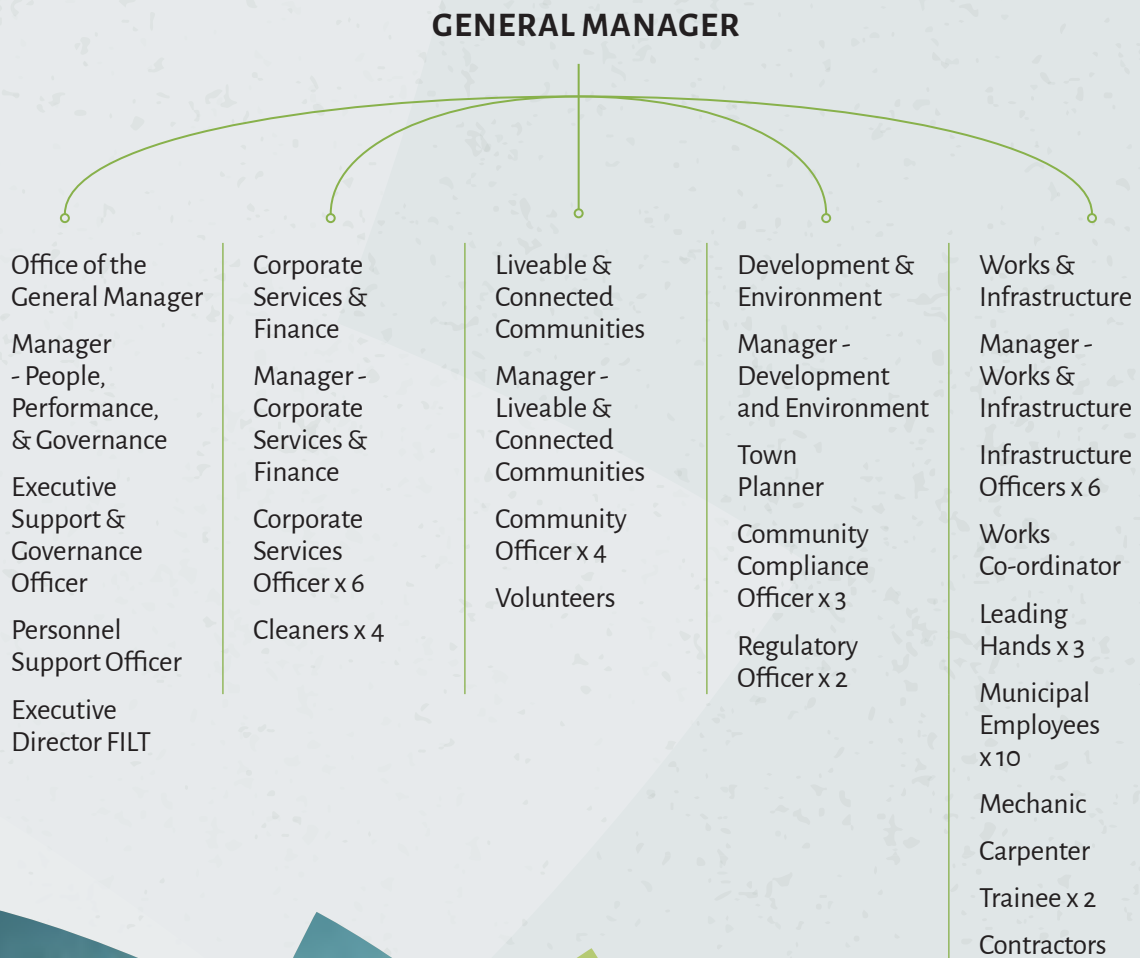 GENERAL MANAGER
Office of the
General Manager
Manager
- People,
Performance,
& Governance
Executive
Support &
Governance
Officer
Personnel
Support Officer
Executive
Director FILT
Corporate
Services &
Finance
Manager -
Corporate
Services &
Finance
Corporate
Services
Officer x 6
Cleaners x 4
Liveable &
Connected
Communities
Manager -
Liveable &
Connected
Communities
Community
Officer x 4
Volunteers
Development &
Environment
Manager -
Development
and Environment
Town
Planner
Community
Compliance
Officer x 3
Regulatory
Officer x 2
Works &
Infrastructure
Manager -
Works &
Infrastructure
Infrastructure
Officers x 6
Works
Co-ordinator
Leading
Hands x 3
Municipal
Employees
x 10
Mechanic
Carpenter
Trainee x 2
Contractors